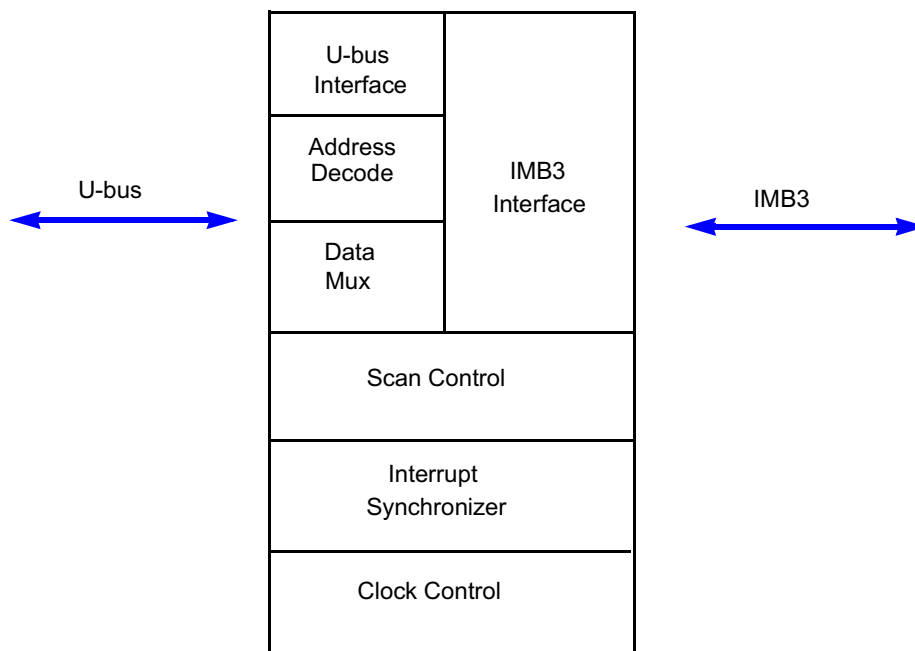 U-bus
Interface
Address
Decode
Data
Mux
IMB3
Interface
U-bus
IMB3
Scan Control
Interrupt
Synchronizer
Clock Control